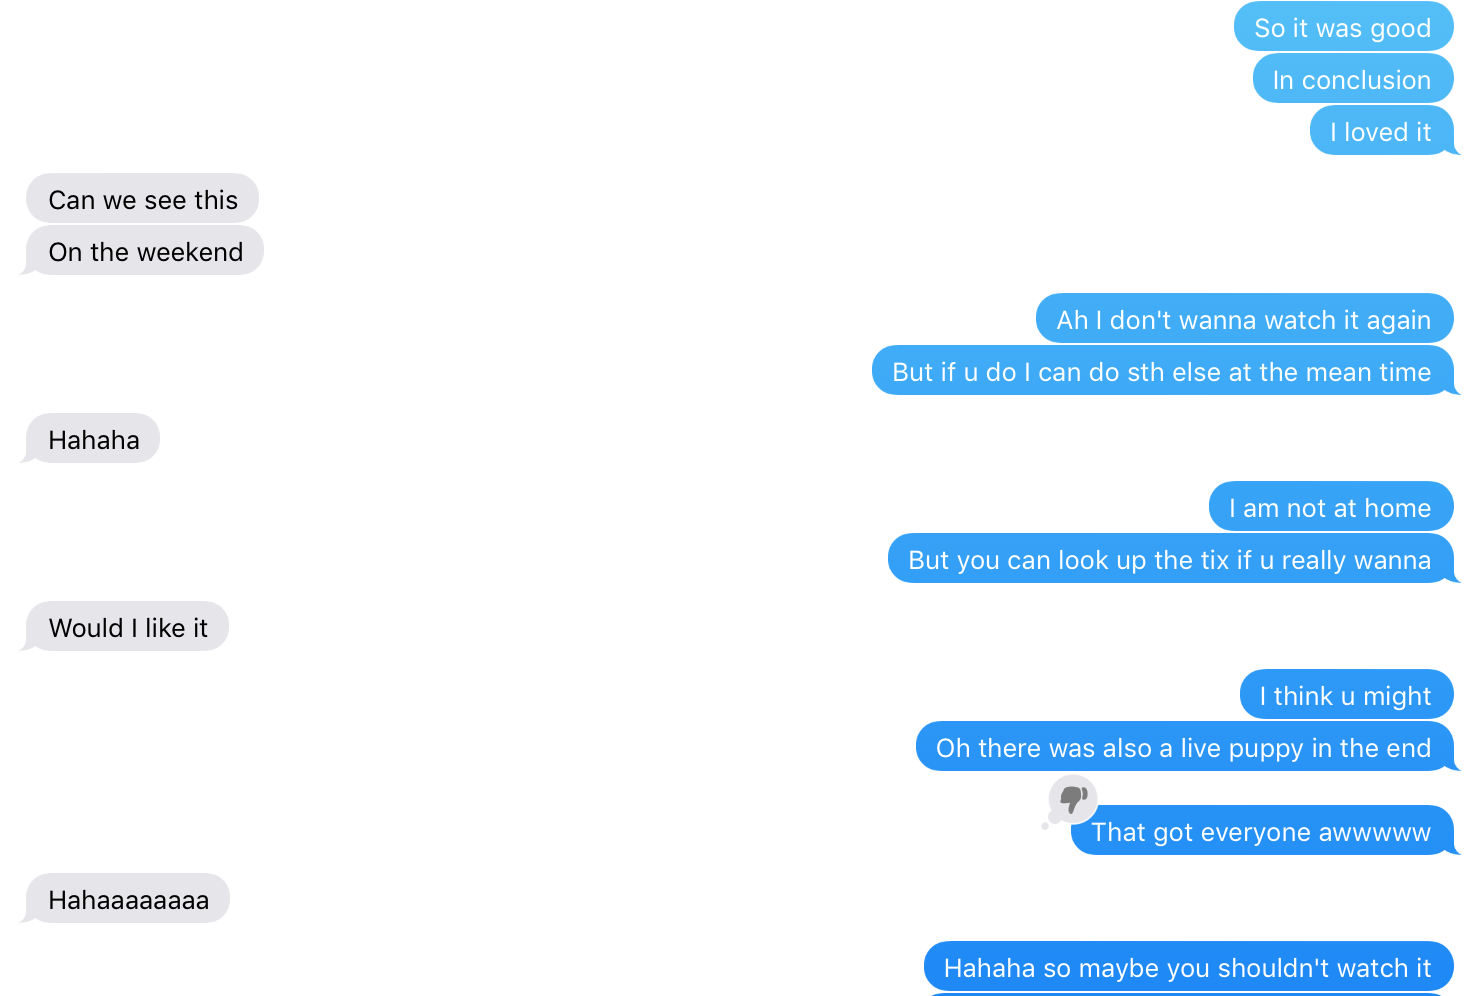 So it was good
In conclusion
I loved it
Can we see this
On the weekend
Ah I don't wanna watch it again
But if u do I can do sth else at the mean time
Hahaha
I am not at home
But you can look up the tix if u really wanna
Would I like it
I think u might
Oh there was also a live puppy in the end
That got everyone awwwww
Hahaaaaaaaa
Hahaha so maybe you shouldn't watch it